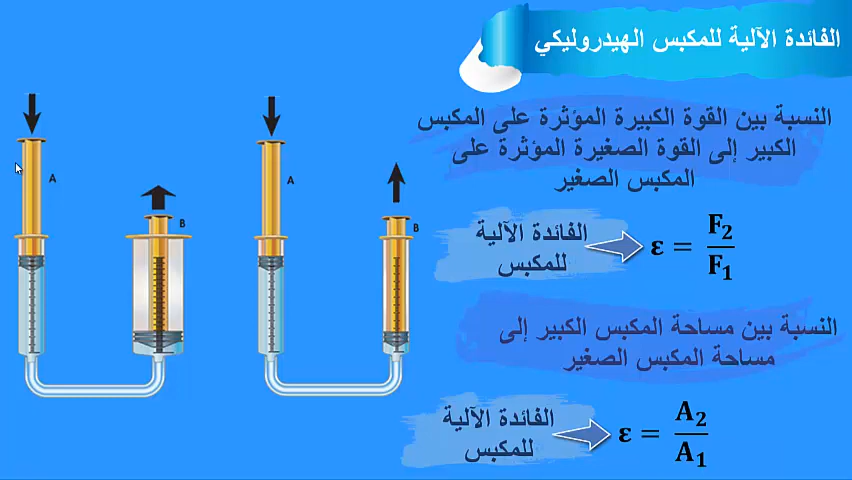 الفائدة الآلية للمكبس الهيدروليكي
النسبة بين القوة الكبيرة المؤثرة على المكبس
الكبير إلى القوة الصغيرة المؤثرة على
المكبس الصغير
الفائدة الآلية
للمكبس
ε = F₂ / F₁
النسبة بين مساحة المكبس الكبير إلى
مساحة المكبس الصغير
الفائدة الآلية
للمكبس
ε = A₂ / A₁
A
B
A
B